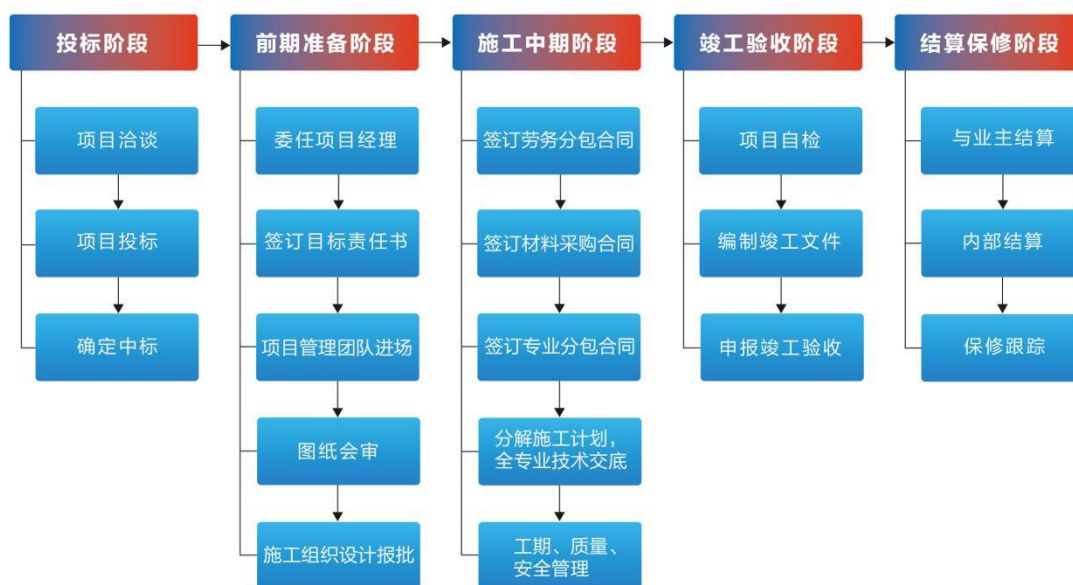 投标阶段
前期准备阶段
施工中期阶段
竣工验收阶段
结算保修阶段
项目洽谈
项目投标
确定中标
委任项目经理
签订目标责任书
项目管理团队进场
图纸会审
施工组织设计报批
签订劳务分包合同
签订材料采购合同
签订专业分包合同
分解施工计划，
全专业技术交底
工期、质量、
安全管理
项目自检
编制竣工文件
申报竣工验收
与业主结算
内部结算
保修跟踪